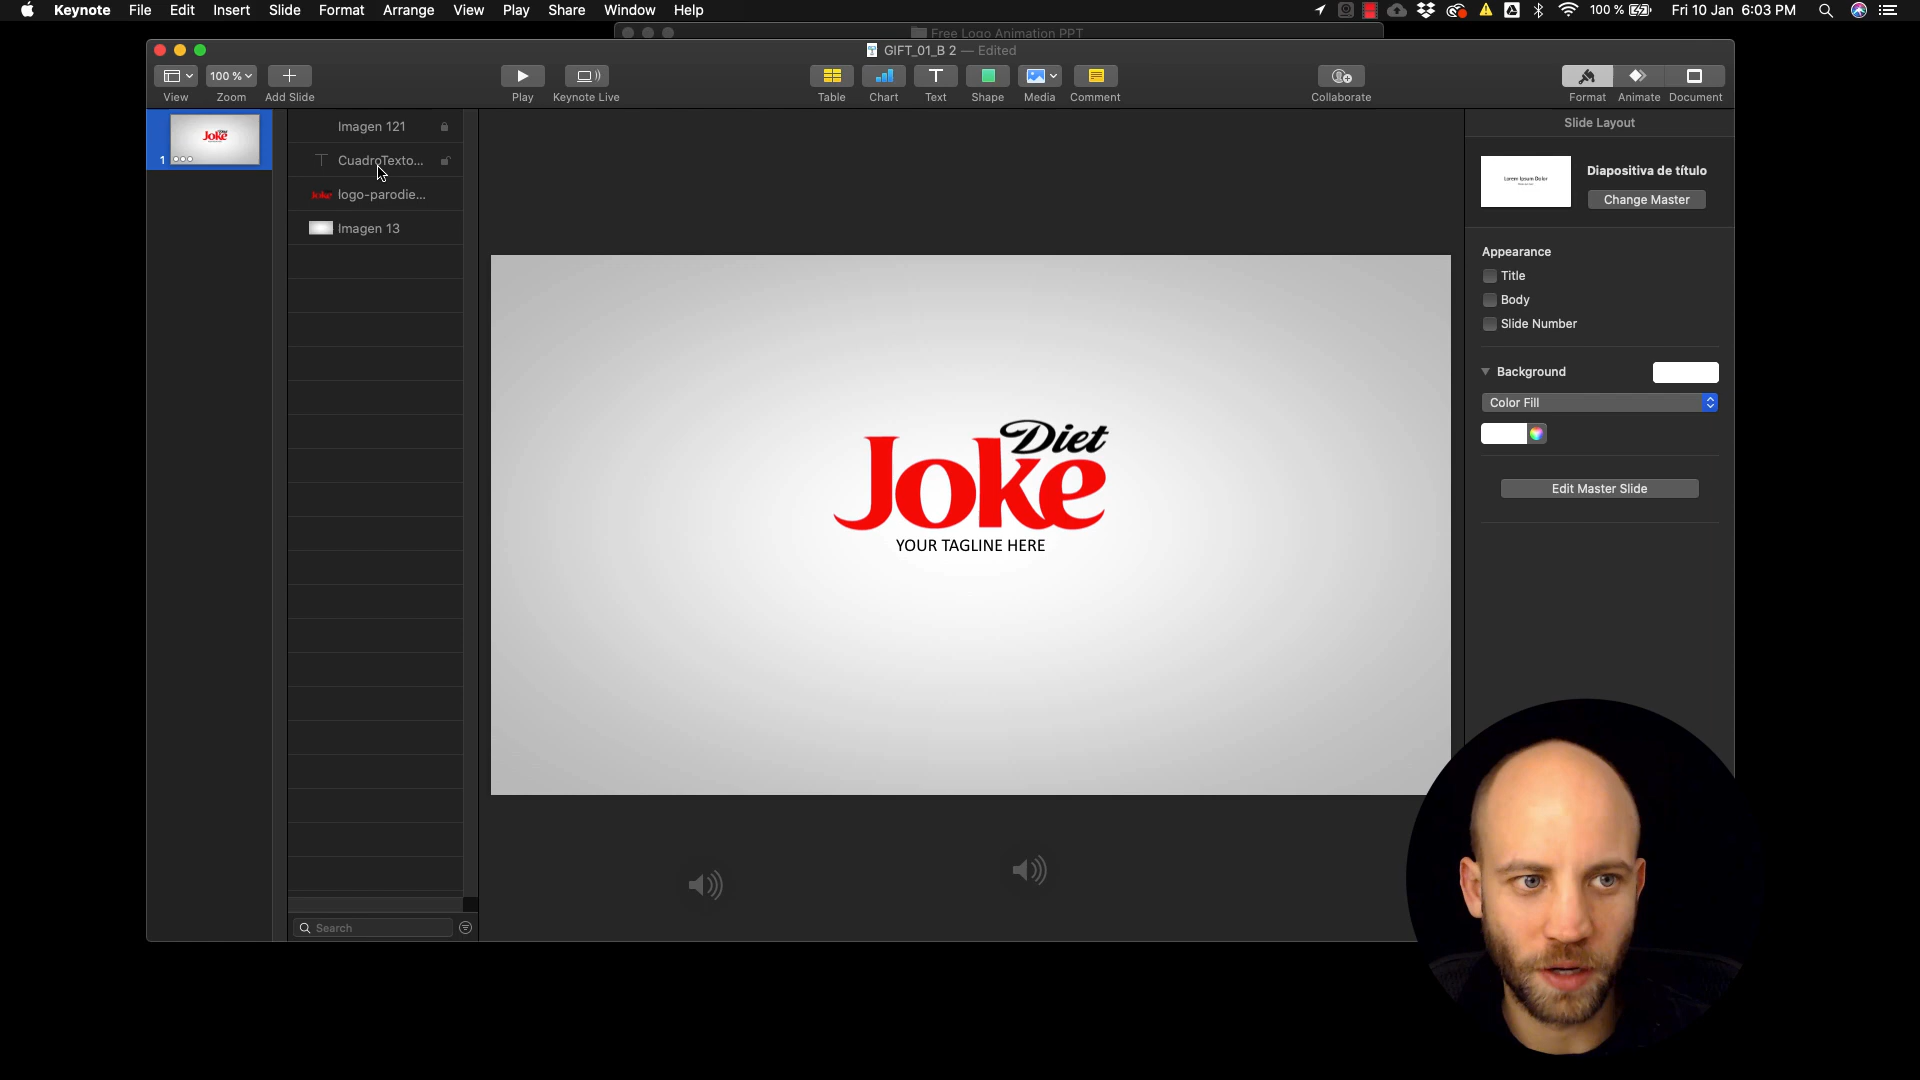 Keynote File Edit Insert Slide Format Arrange View Play Share Window Help
100 % Fri 10 Jan 6:03 PM
Free Logo Animation PPT
GIFT_01_B 2 — Edited
100 %
View Zoom Add Slide Play Keynote Live Table Chart Text Shape Media Comment Collaborate Format Animate Document
1
Joke
Diet
Imagen 121
CuadroTexto...
Joke logo-parodie...
Imagen 13
Search
Diet
Joke
YOUR TAGLINE HERE
Slide Layout
Lorem Ipsum Dolor
Diapositiva de título
Change Master
Appearance
Title
Body
Slide Number
Background
Color Fill
Edit Master Slide